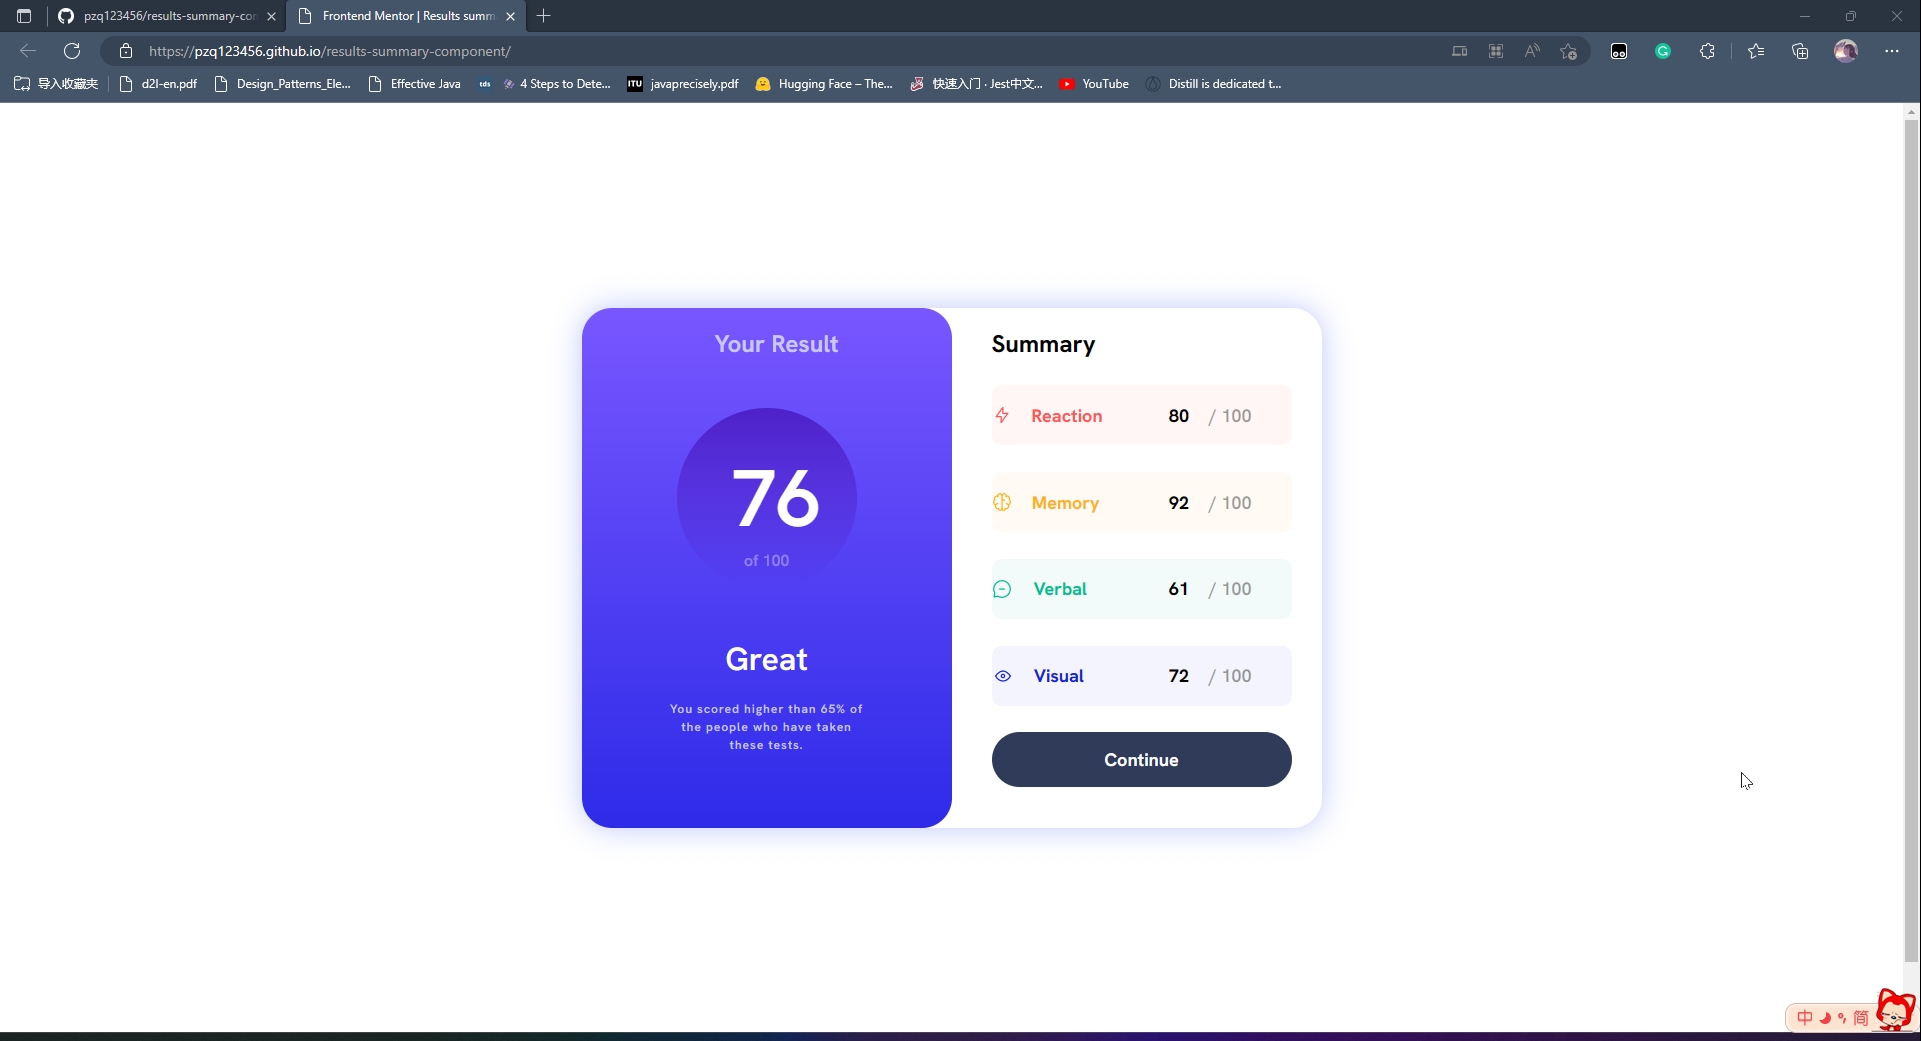 pzq123456/results-summary-con
Frontend Mentor | Results summ
https://pzq123456.github.io/results-summary-component/
导入收藏夹
d2l-en.pdf
Design_Patterns_Ele...
Effective Java
tds
4 Steps to Dete...
ITU
javaprecisely.pdf
Hugging Face – The...
快速入门 · Jest中文...
YouTube
Distill is dedicated t...
Your Result
76
of 100
Great
You scored higher than 65% of
the people who have taken
these tests.
Summary
Reaction 80 / 100
Memory 92 / 100
Verbal 61 / 100
Visual 72 / 100
Continue
中 简